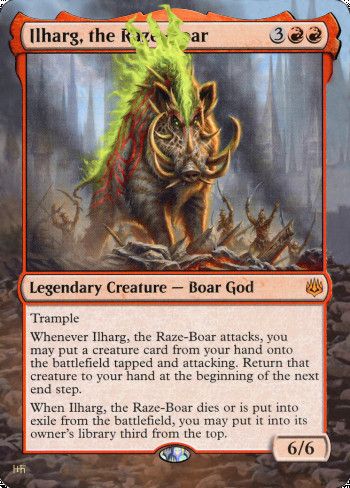 Ilharg, the Raze-Boar 3
Legendary Creature — Boar God
Trample
Whenever Ilharg, the Raze-Boar attacks, you
may put a creature card from your hand onto
the battlefield tapped and attacking. Return that
creature to your hand at the beginning of the next
end step.
When Ilharg, the Raze-Boar dies or is put into
exile from the battlefield, you may put it into its
owner's library third from the top.
6/6